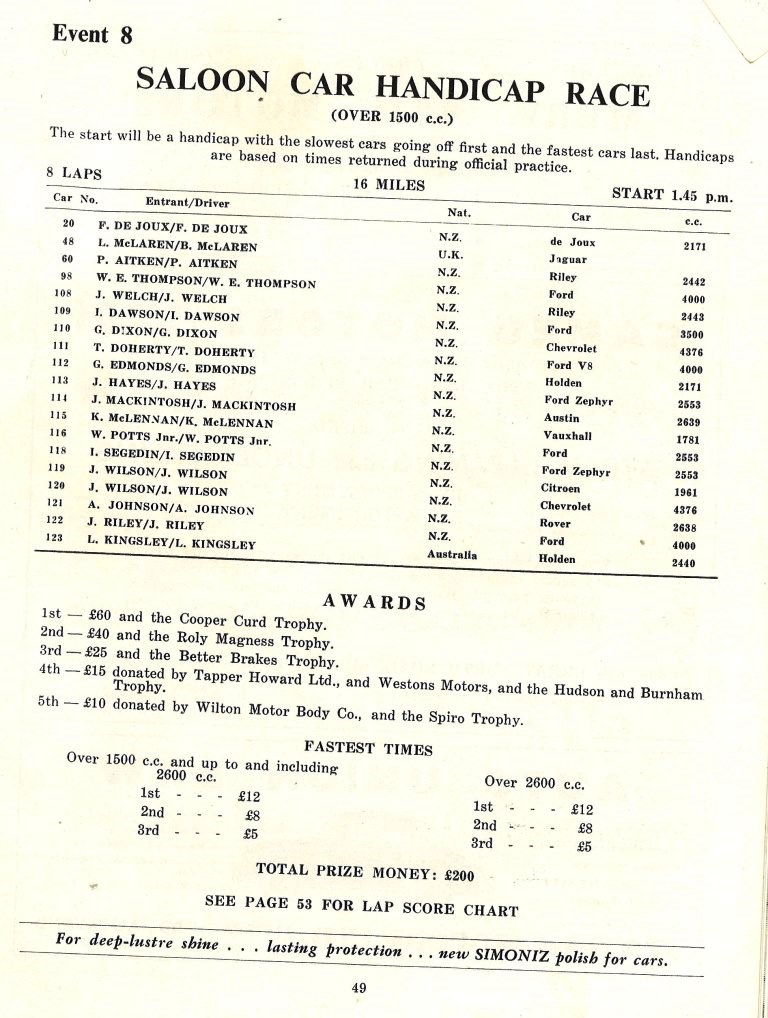 Event 8
SALOON CAR HANDICAP RACE
(OVER 1500 c.c.)
The start will be a handicap with the slowest cars going off first and the fastest cars last. Handicaps
are based on times returned during official practice.
8 LAPS 16 MILES START 1.45 p.m.
Car No. Entrant/Driver Nat. Car c.c.
20 F. DE JOUX/F. DE JOUX N.Z. de Joux 2171
48 L. McLAREN/B. McLAREN U.K. Jaguar
60 P. AITKEN/P. AITKEN N.Z. Riley 2442
98 W. E. THOMPSON/W. E. THOMPSON N.Z. Ford 4000
108 J. WELCH/J. WELCH N.Z. Riley 2443
109 I. DAWSON/I. DAWSON N.Z. Ford 3500
110 G. DIXON/G. DIXON N.Z. Chevrolet 4376
111 T. DOHERTY/T. DOHERTY N.Z. Ford V8 4000
112 G. EDMONDS/G. EDMONDS N.Z. Holden 2171
113 J. HAYES/J. HAYES N.Z. Ford Zephyr 2553
114 J. MACKINTOSH/J. MACKINTOSH N.Z. Austin 2639
115 K. McLENNAN/K. McLENNAN N.Z. Vauxhall 1781
116 W. POTTS Jnr./W. POTTS Jnr. N.Z. Ford 2553
118 I. SEGEDIN/I. SEGEDIN N.Z. Ford Zephyr 2553
119 J. WILSON/J. WILSON N.Z. Citroen 1961
120 J. WILSON/J. WILSON N.Z. Chevrolet 4376
121 A. JOHNSON/A. JOHNSON N.Z. Rover 2638
122 J. RILEY/J. RILEY N.Z. Ford 4000
123 L. KINGSLEY/L. KINGSLEY Australia Holden 2440
AWARDS
1st — £60 and the Cooper Curd Trophy.
2nd — £40 and the Roly Magness Trophy.
3rd — £25 and the Better Brakes Trophy.
4th — £15 donated by Tapper Howard Ltd., and Westons Motors, and the Hudson and Burnham
Trophy.
5th — £10 donated by Wilton Motor Body Co., and the Spiro Trophy.
FASTEST TIMES
Over 1500 c.c. and up to and including
2600 c.c.
1st - - - £12
2nd - - - £8
3rd - - - £5
Over 2600 c.c.
1st - - - £12
2nd - - - £8
3rd - - - £5
TOTAL PRIZE MONEY: £200
SEE PAGE 53 FOR LAP SCORE CHART
For deep-lustre shine . . . lasting protection . . . new SIMONIZ polish for cars.
49